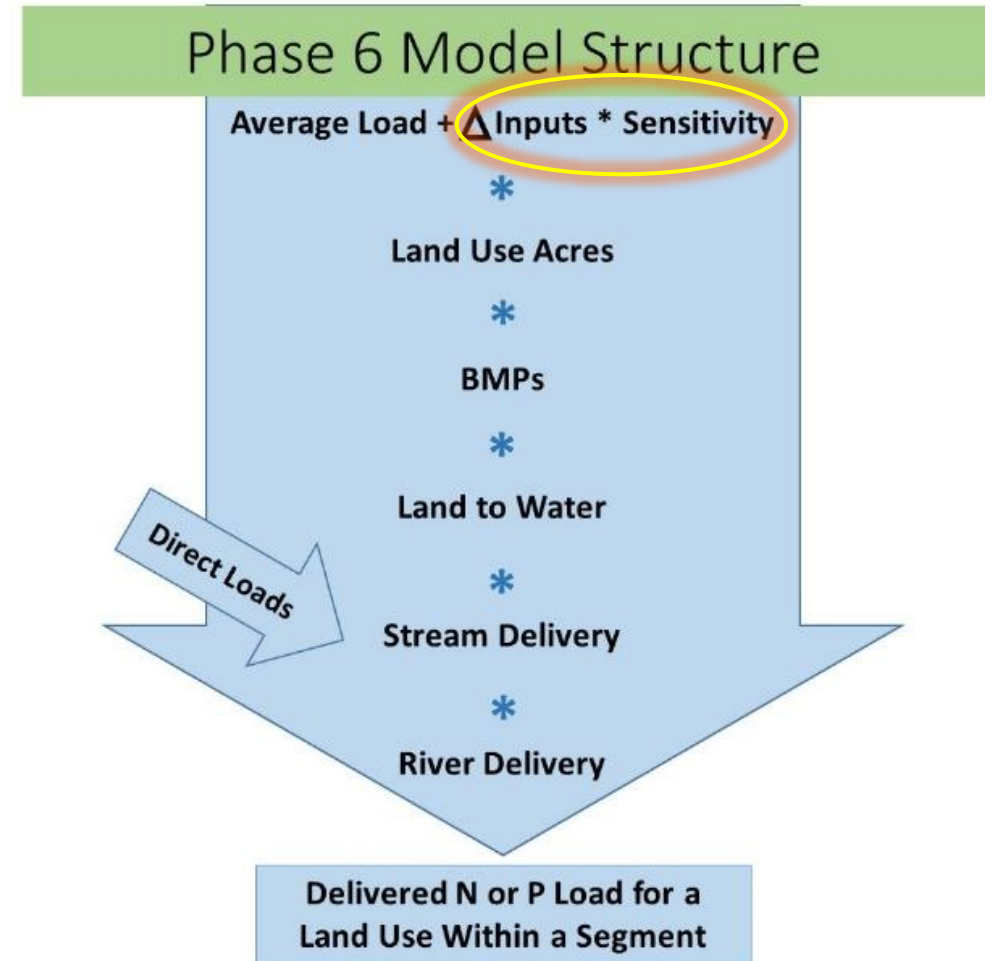 Phase 6 Model Structure
Average Load + Δ Inputs * Sensitivity
*
Land Use Acres
*
BMPs
*
Land to Water
*
Direct Loads
Stream Delivery
*
River Delivery
Delivered N or P Load for a
Land Use Within a Segment